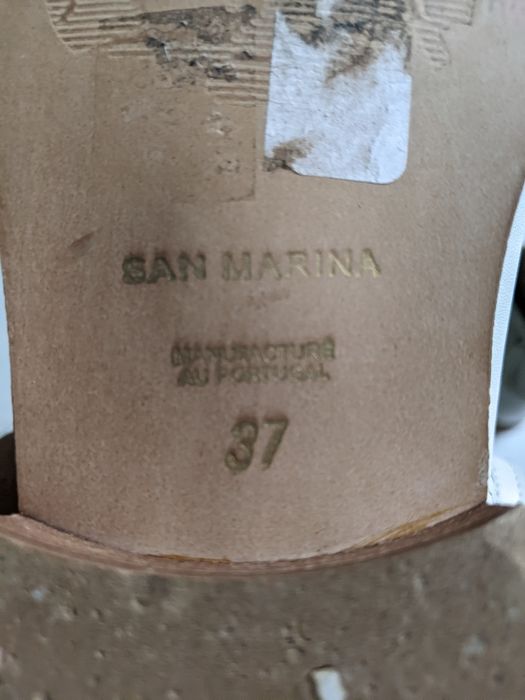 SAN MARINA
MANUFACTURÉ
AU PORTUGAL
37